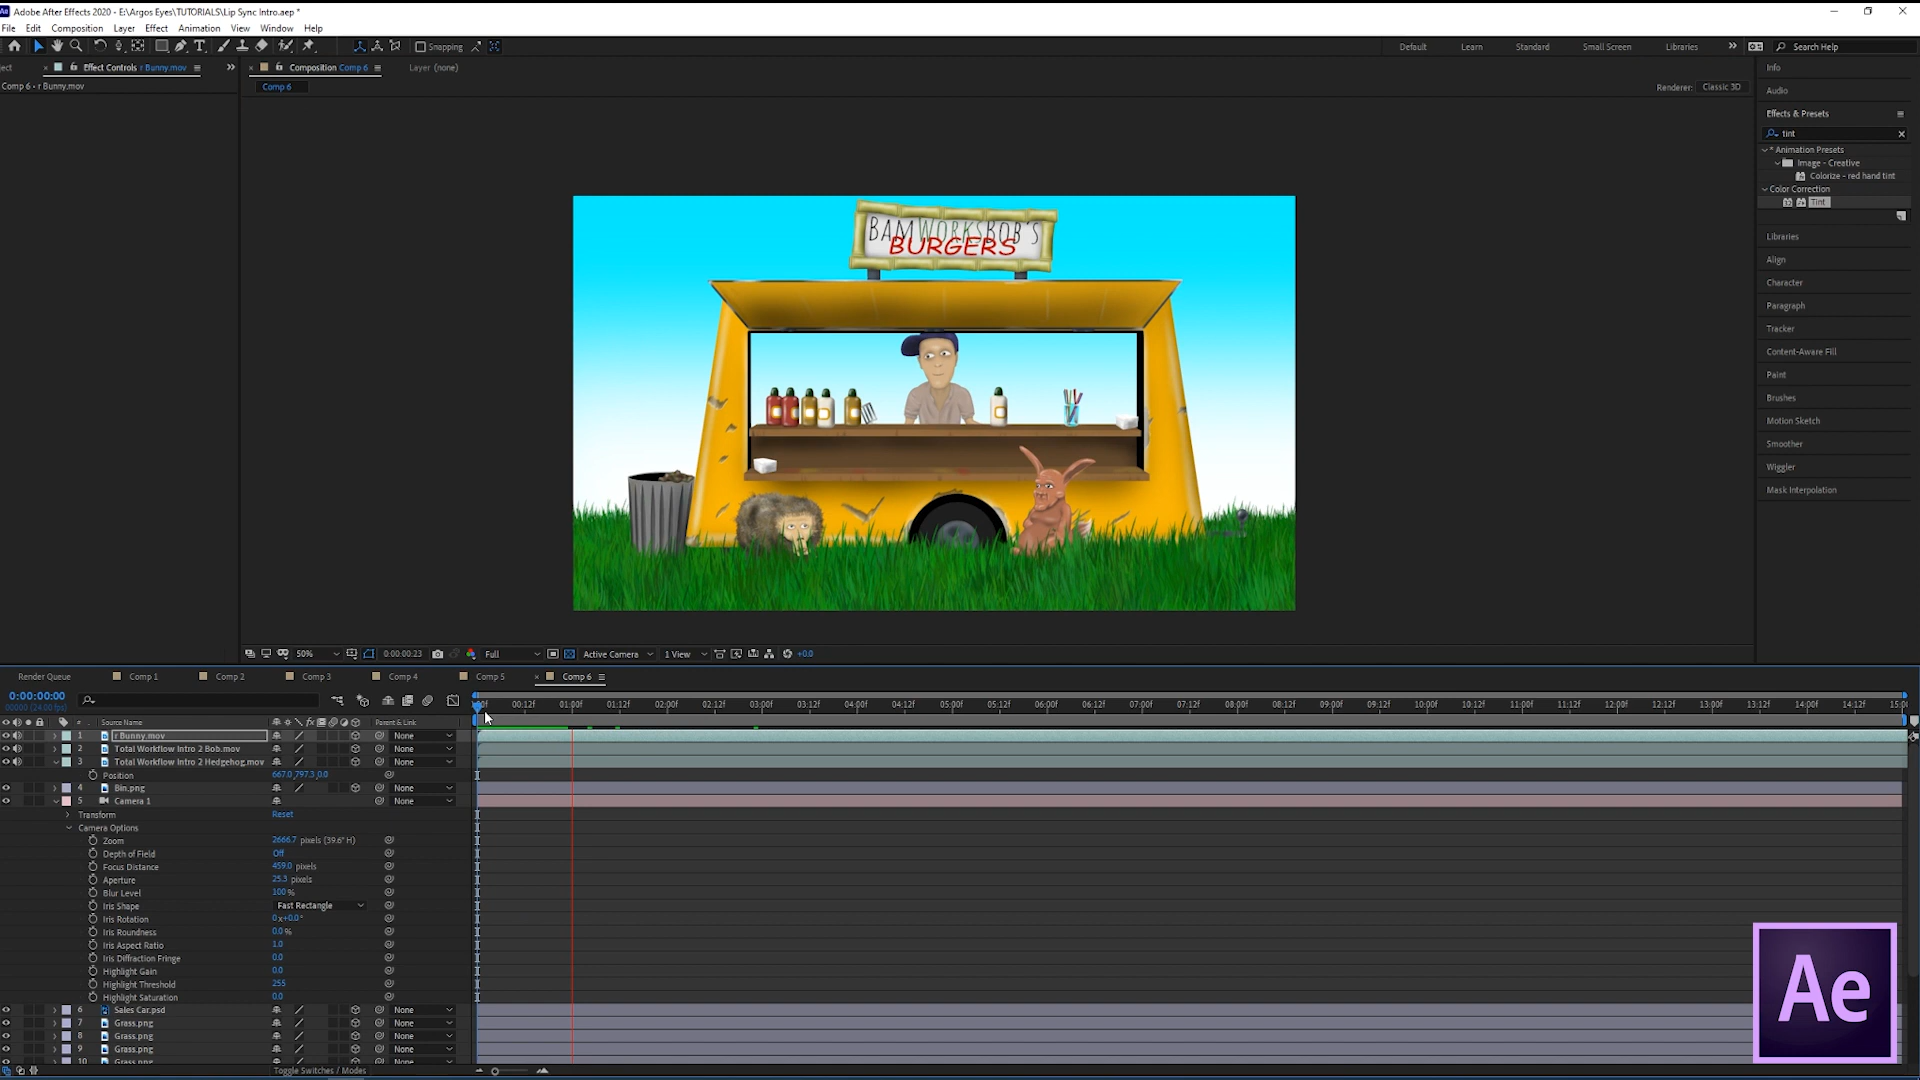 Adobe After Effects 2020 - E:\Argos Eyes\TUTORIALS\Lip Sync Intro.aep *
File Edit Composition Layer Effect Animation View Window Help
Snapping
Default Learn Standard Small Screen Libraries Search Help
ect Effect Controls r Bunny.mov Composition Comp 6 Layer (none)
Comp 6 • r Bunny.mov
Comp 6
Renderer: Classic 3D
Info
Audio
Effects & Presets
tint
* Animation Presets
Image - Creative
Colorize - red hand tint
Color Correction
Tint
Libraries
Align
Character
Paragraph
Tracker
Content-Aware Fill
Paint
Brushes
Motion Sketch
Smoother
Wiggler
Mask Interpolation
BAMWORKSBOB'S
BURGERS
50% 0:00:00:23 Full Active Camera 1 View +0.0
Render Queue Comp 1 Comp 2 Comp 3 Comp 4 Comp 5 Comp 6
0:00:00:00
00000 (24.00 fps)
00:12f 01:00f 01:12f 02:00f 02:12f 03:00f 03:12f 04:00f 04:12f 05:00f 05:12f 06:00f 06:12f 07:00f 07:12f 08:00f 08:12f 09:00f 09:12f 10:00f 10:12f 11:00f 11:12f 12:00f 12:12f 13:00f 13:12f 14:00f 14:12f 15:00
# Source Name fx Parent & Link
1 r Bunny.mov None
2 Total Workflow Intro 2 Bob.mov None
3 Total Workflow Intro 2 Hedgehog.mov None
Position 667.0,797.3,0.0
4 Bin.png None
5 Camera 1 None
Transform Reset
Camera Options
Zoom 2666.7 pixels (39.6° H)
Depth of Field Off
Focus Distance 459.0 pixels
Aperture 25.3 pixels
Blur Level 100 %
Iris Shape Fast Rectangle
Iris Rotation 0x+0.0°
Iris Roundness 0.0 %
Iris Aspect Ratio 1.0
Iris Diffraction Fringe 0.0
Highlight Gain 0.0
Highlight Threshold 255
Highlight Saturation 0.0
6 Sales Car.psd None
7 Grass.png None
8 Grass.png None
9 Grass.png None
10 Grass.png None
Toggle Switches / Modes
Ae